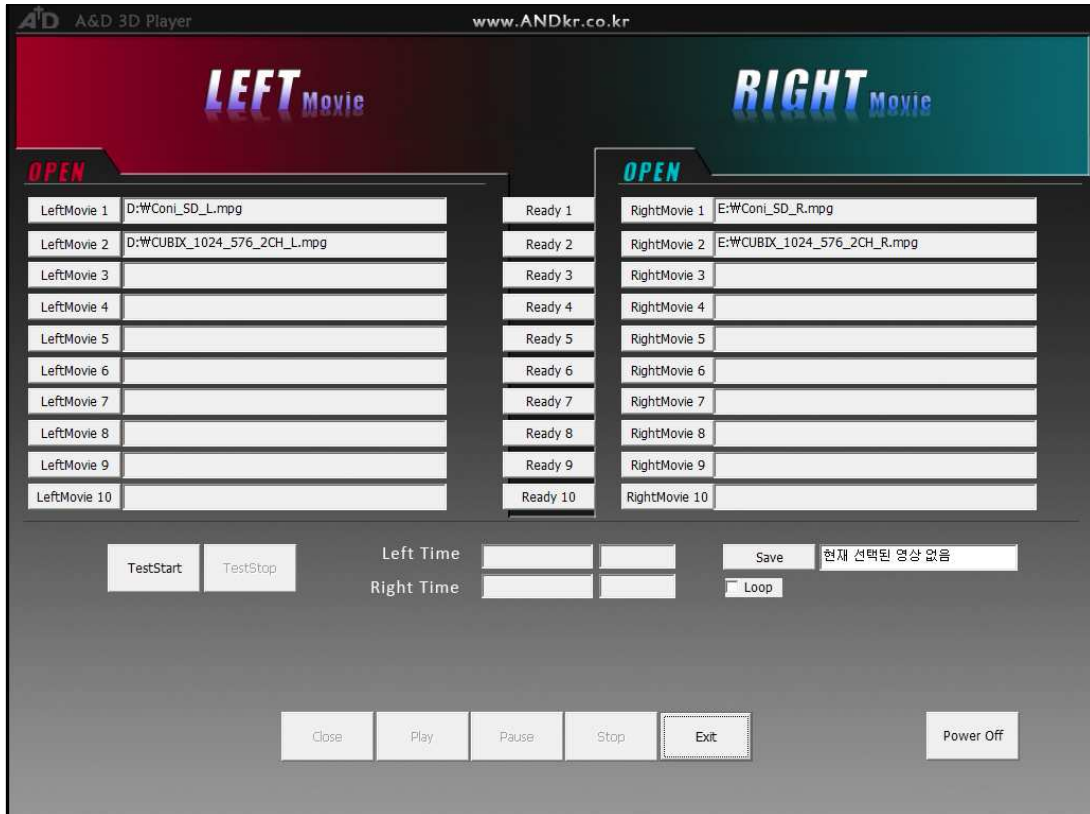 A†D A&D 3D Player www.ANDkr.co.kr
LEFT Movie RIGHT Movie
OPEN OPEN
LeftMovie 1 D:₩Coni_SD_L.mpg Ready 1 RightMovie 1 E:₩Coni_SD_R.mpg
LeftMovie 2 D:₩CUBIX_1024_576_2CH_L.mpg Ready 2 RightMovie 2 E:₩CUBIX_1024_576_2CH_R.mpg
LeftMovie 3 Ready 3 RightMovie 3
LeftMovie 4 Ready 4 RightMovie 4
LeftMovie 5 Ready 5 RightMovie 5
LeftMovie 6 Ready 6 RightMovie 6
LeftMovie 7 Ready 7 RightMovie 7
LeftMovie 8 Ready 8 RightMovie 8
LeftMovie 9 Ready 9 RightMovie 9
LeftMovie 10 Ready 10 RightMovie 10
TestStart TestStop Left Time Save 현재 선택된 영상 없음
Right Time Loop
Close Play Pause Stop Exit Power Off